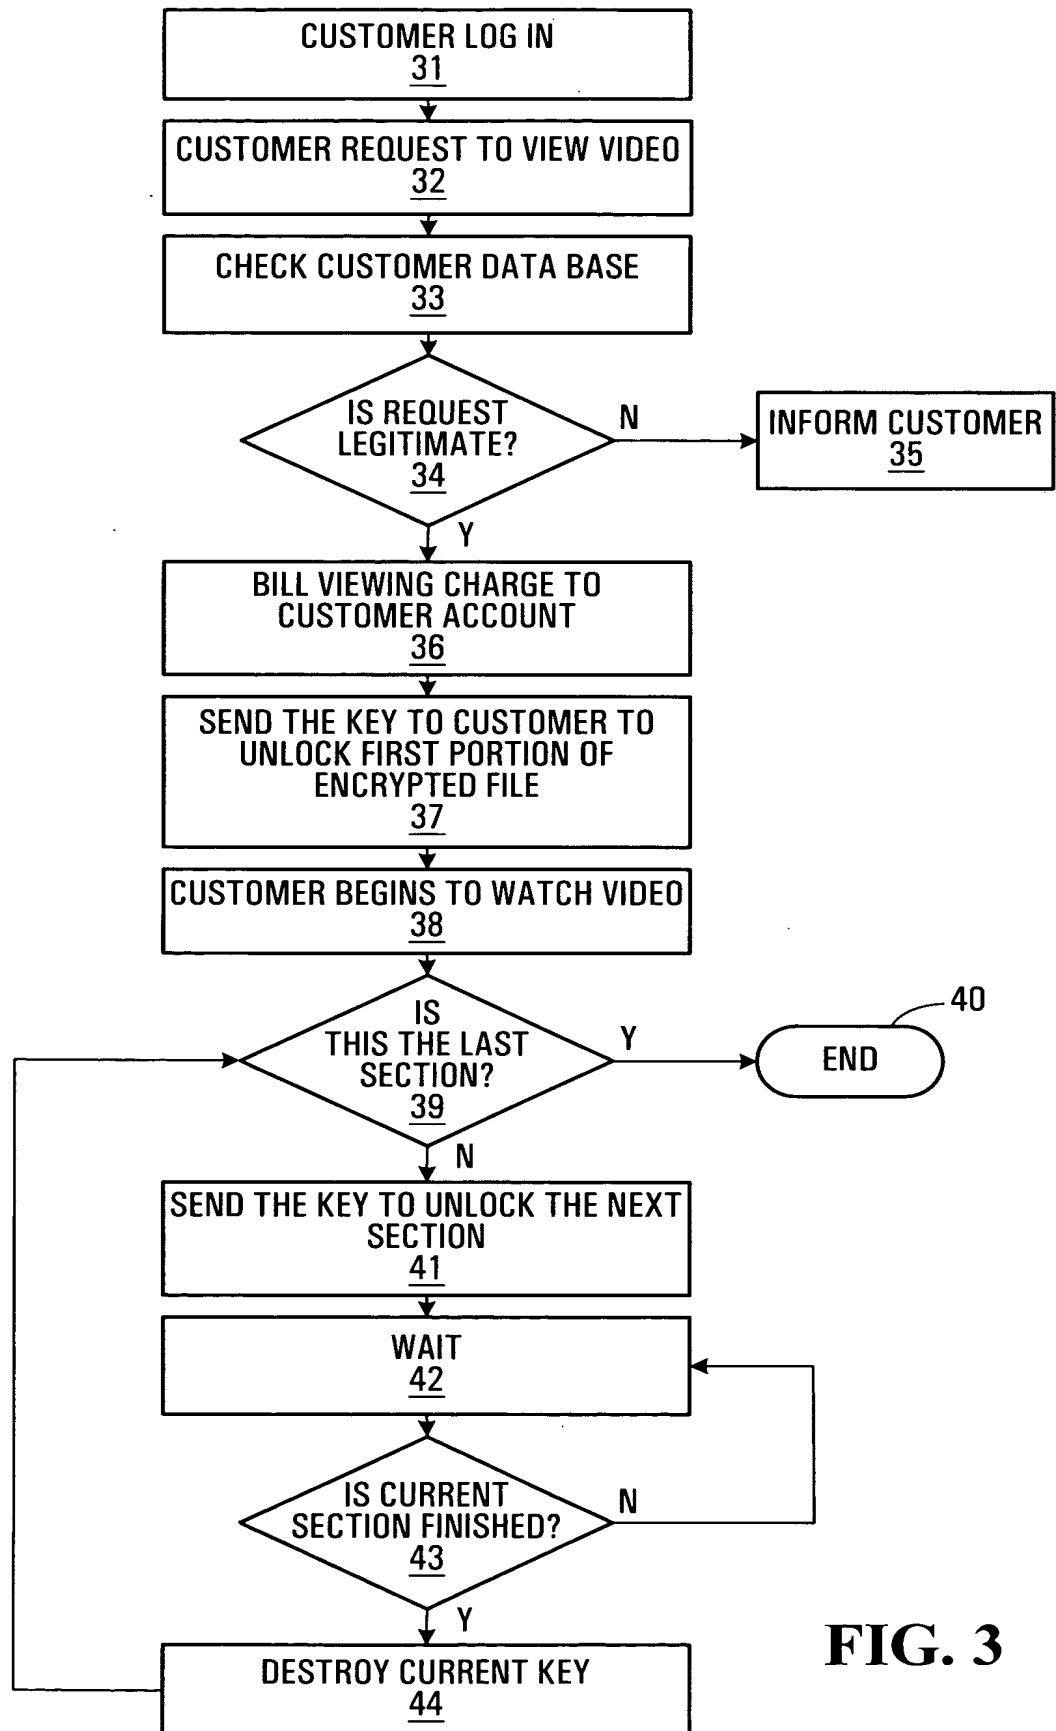 CUSTOMER LOG IN
31
CUSTOMER REQUEST TO VIEW VIDEO
32
CHECK CUSTOMER DATA BASE
33
IS REQUEST
LEGITIMATE?
34
N
INFORM CUSTOMER
35
Y
BILL VIEWING CHARGE TO
CUSTOMER ACCOUNT
36
SEND THE KEY TO CUSTOMER TO
UNLOCK FIRST PORTION OF
ENCRYPTED FILE
37
CUSTOMER BEGINS TO WATCH VIDEO
38
IS
THIS THE LAST
SECTION?
39
Y
40
END
N
SEND THE KEY TO UNLOCK THE NEXT
SECTION
41
WAIT
42
IS CURRENT
SECTION FINISHED?
43
N
Y
DESTROY CURRENT KEY
44
FIG. 3